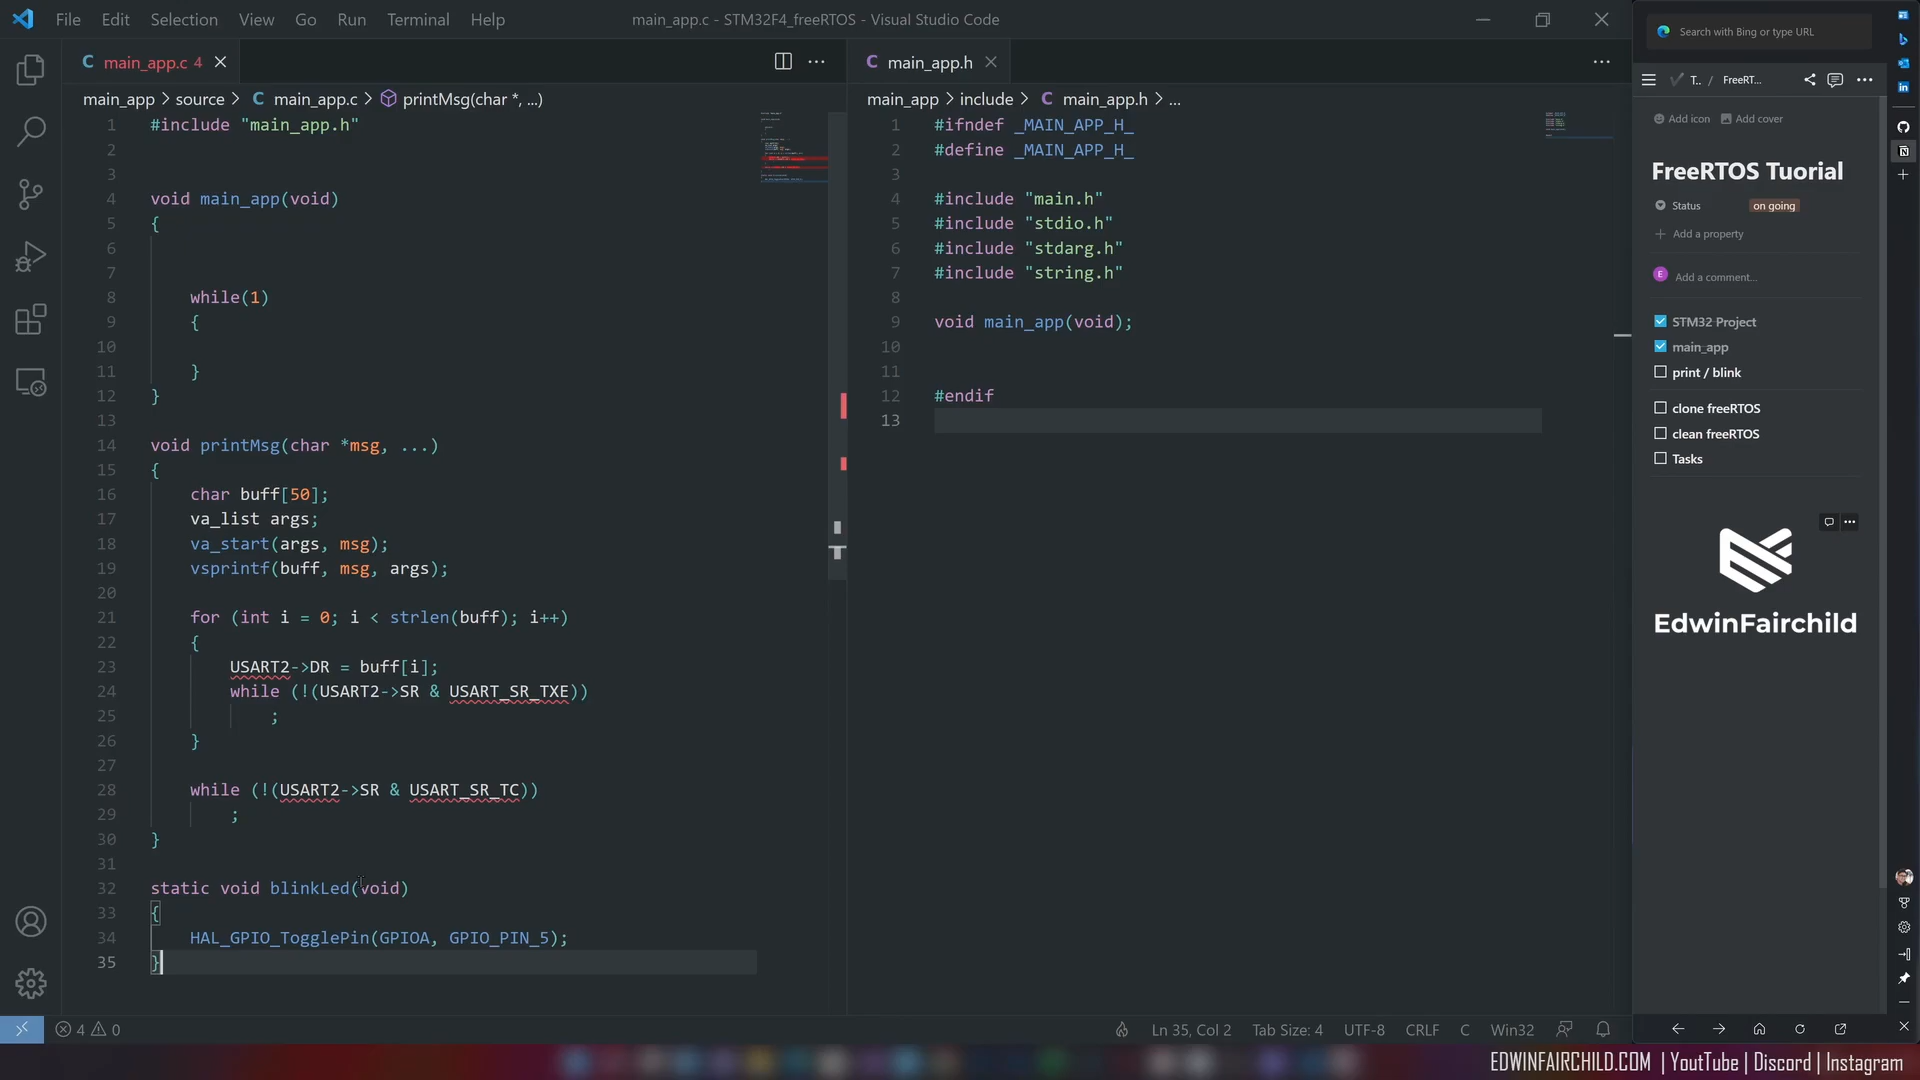 File Edit Selection View Go Run Terminal Help
main_app.c - STM32F4_freeRTOS - Visual Studio Code
main_app.c 4
main_app > source > C main_app.c > printMsg(char *, ...)
1 #include "main_app.h"
2
3
4 void main_app(void)
5 {
6
7
8 while(1)
9 {
10
11 }
12 }
13
14 void printMsg(char *msg, ...)
15 {
16 char buff[50];
17 va_list args;
18 va_start(args, msg);
19 vsprintf(buff, msg, args);
20
21 for (int i = 0; i < strlen(buff); i++)
22 {
23 USART2->DR = buff[i];
24 while (!(USART2->SR & USART_SR_TXE))
25 ;
26 }
27
28 while (!(USART2->SR & USART_SR_TC))
29 ;
30 }
31
32 static void blinkLed(void)
33 {
34 HAL_GPIO_TogglePin(GPIOA, GPIO_PIN_5);
35 }
C main_app.h
main_app > include > C main_app.h > ...
1 #ifndef _MAIN_APP_H_
2 #define _MAIN_APP_H_
3
4 #include "main.h"
5 #include "stdio.h"
6 #include "stdarg.h"
7 #include "string.h"
8
9 void main_app(void);
10
11
12 #endif
13
4 0
Ln 35, Col 2 Tab Size: 4 UTF-8 CRLF C Win32
Search with Bing or type URL
T.. / FreeRT...
Add icon Add cover
FreeRTOS Tuorial
Status on going
Add a property
E Add a comment...
STM32 Project
main_app
print / blink
clone freeRTOS
clean freeRTOS
Tasks
EdwinFairchild
EDWINFAIRCHILD.COM | YouTube | Discord | Instagram